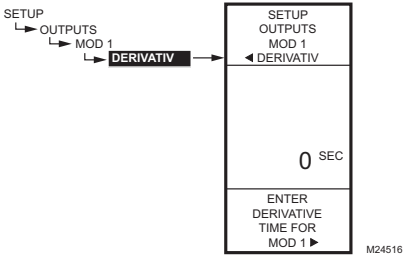 SETUP
OUTPUTS
MOD 1
DERIVATIV
SETUP
OUTPUTS
MOD 1
◀ DERIVATIV
0 SEC
ENTER
DERIVATIVE
TIME FOR
MOD 1 ▶
M24516